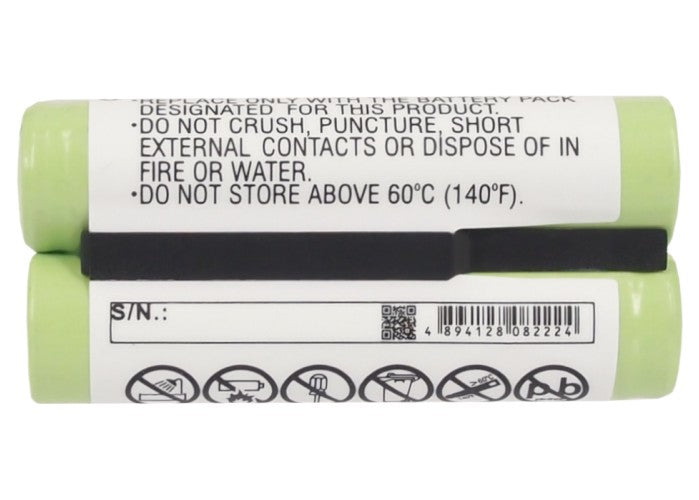 REPLACE ONLY WITH THE BATTERY PACK
DESIGNATED FOR THIS PRODUCT.
•DO NOT CRUSH, PUNCTURE, SHORT
EXTERNAL CONTACTS OR DISPOSE OF IN
FIRE OR WATER.
•DO NOT STORE ABOVE 60°C (140°F).
S/N.:
4 894128 082224
>60°C
Pb